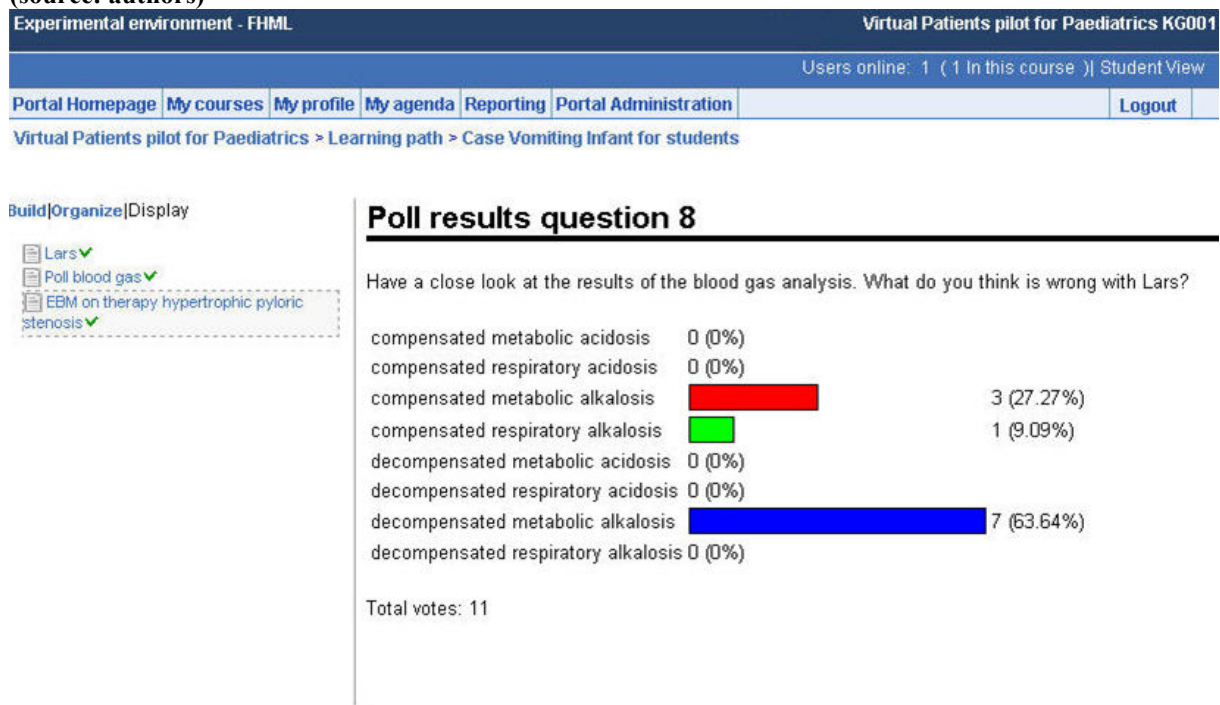 (source: authors)
Experimental environment - FHML
Virtual Patients pilot for Paediatrics KG001
Users online: 1 ( 1 In this course )| Student View
Portal Homepage My courses My profile My agenda Reporting Portal Administration Logout
Virtual Patients pilot for Paediatrics > Learning path > Case Vomiting Infant for students
Build|Organize|Display
Lars
Poll blood gas
EBM on therapy hypertrophic pyloric
stenosis
Poll results question 8
Have a close look at the results of the blood gas analysis. What do you think is wrong with Lars?
compensated metabolic acidosis 0 (0%)
compensated respiratory acidosis 0 (0%)
compensated metabolic alkalosis 3 (27.27%)
compensated respiratory alkalosis 1 (9.09%)
decompensated metabolic acidosis 0 (0%)
decompensated respiratory acidosis 0 (0%)
decompensated metabolic alkalosis 7 (63.64%)
decompensated respiratory alkalosis 0 (0%)
Total votes: 11